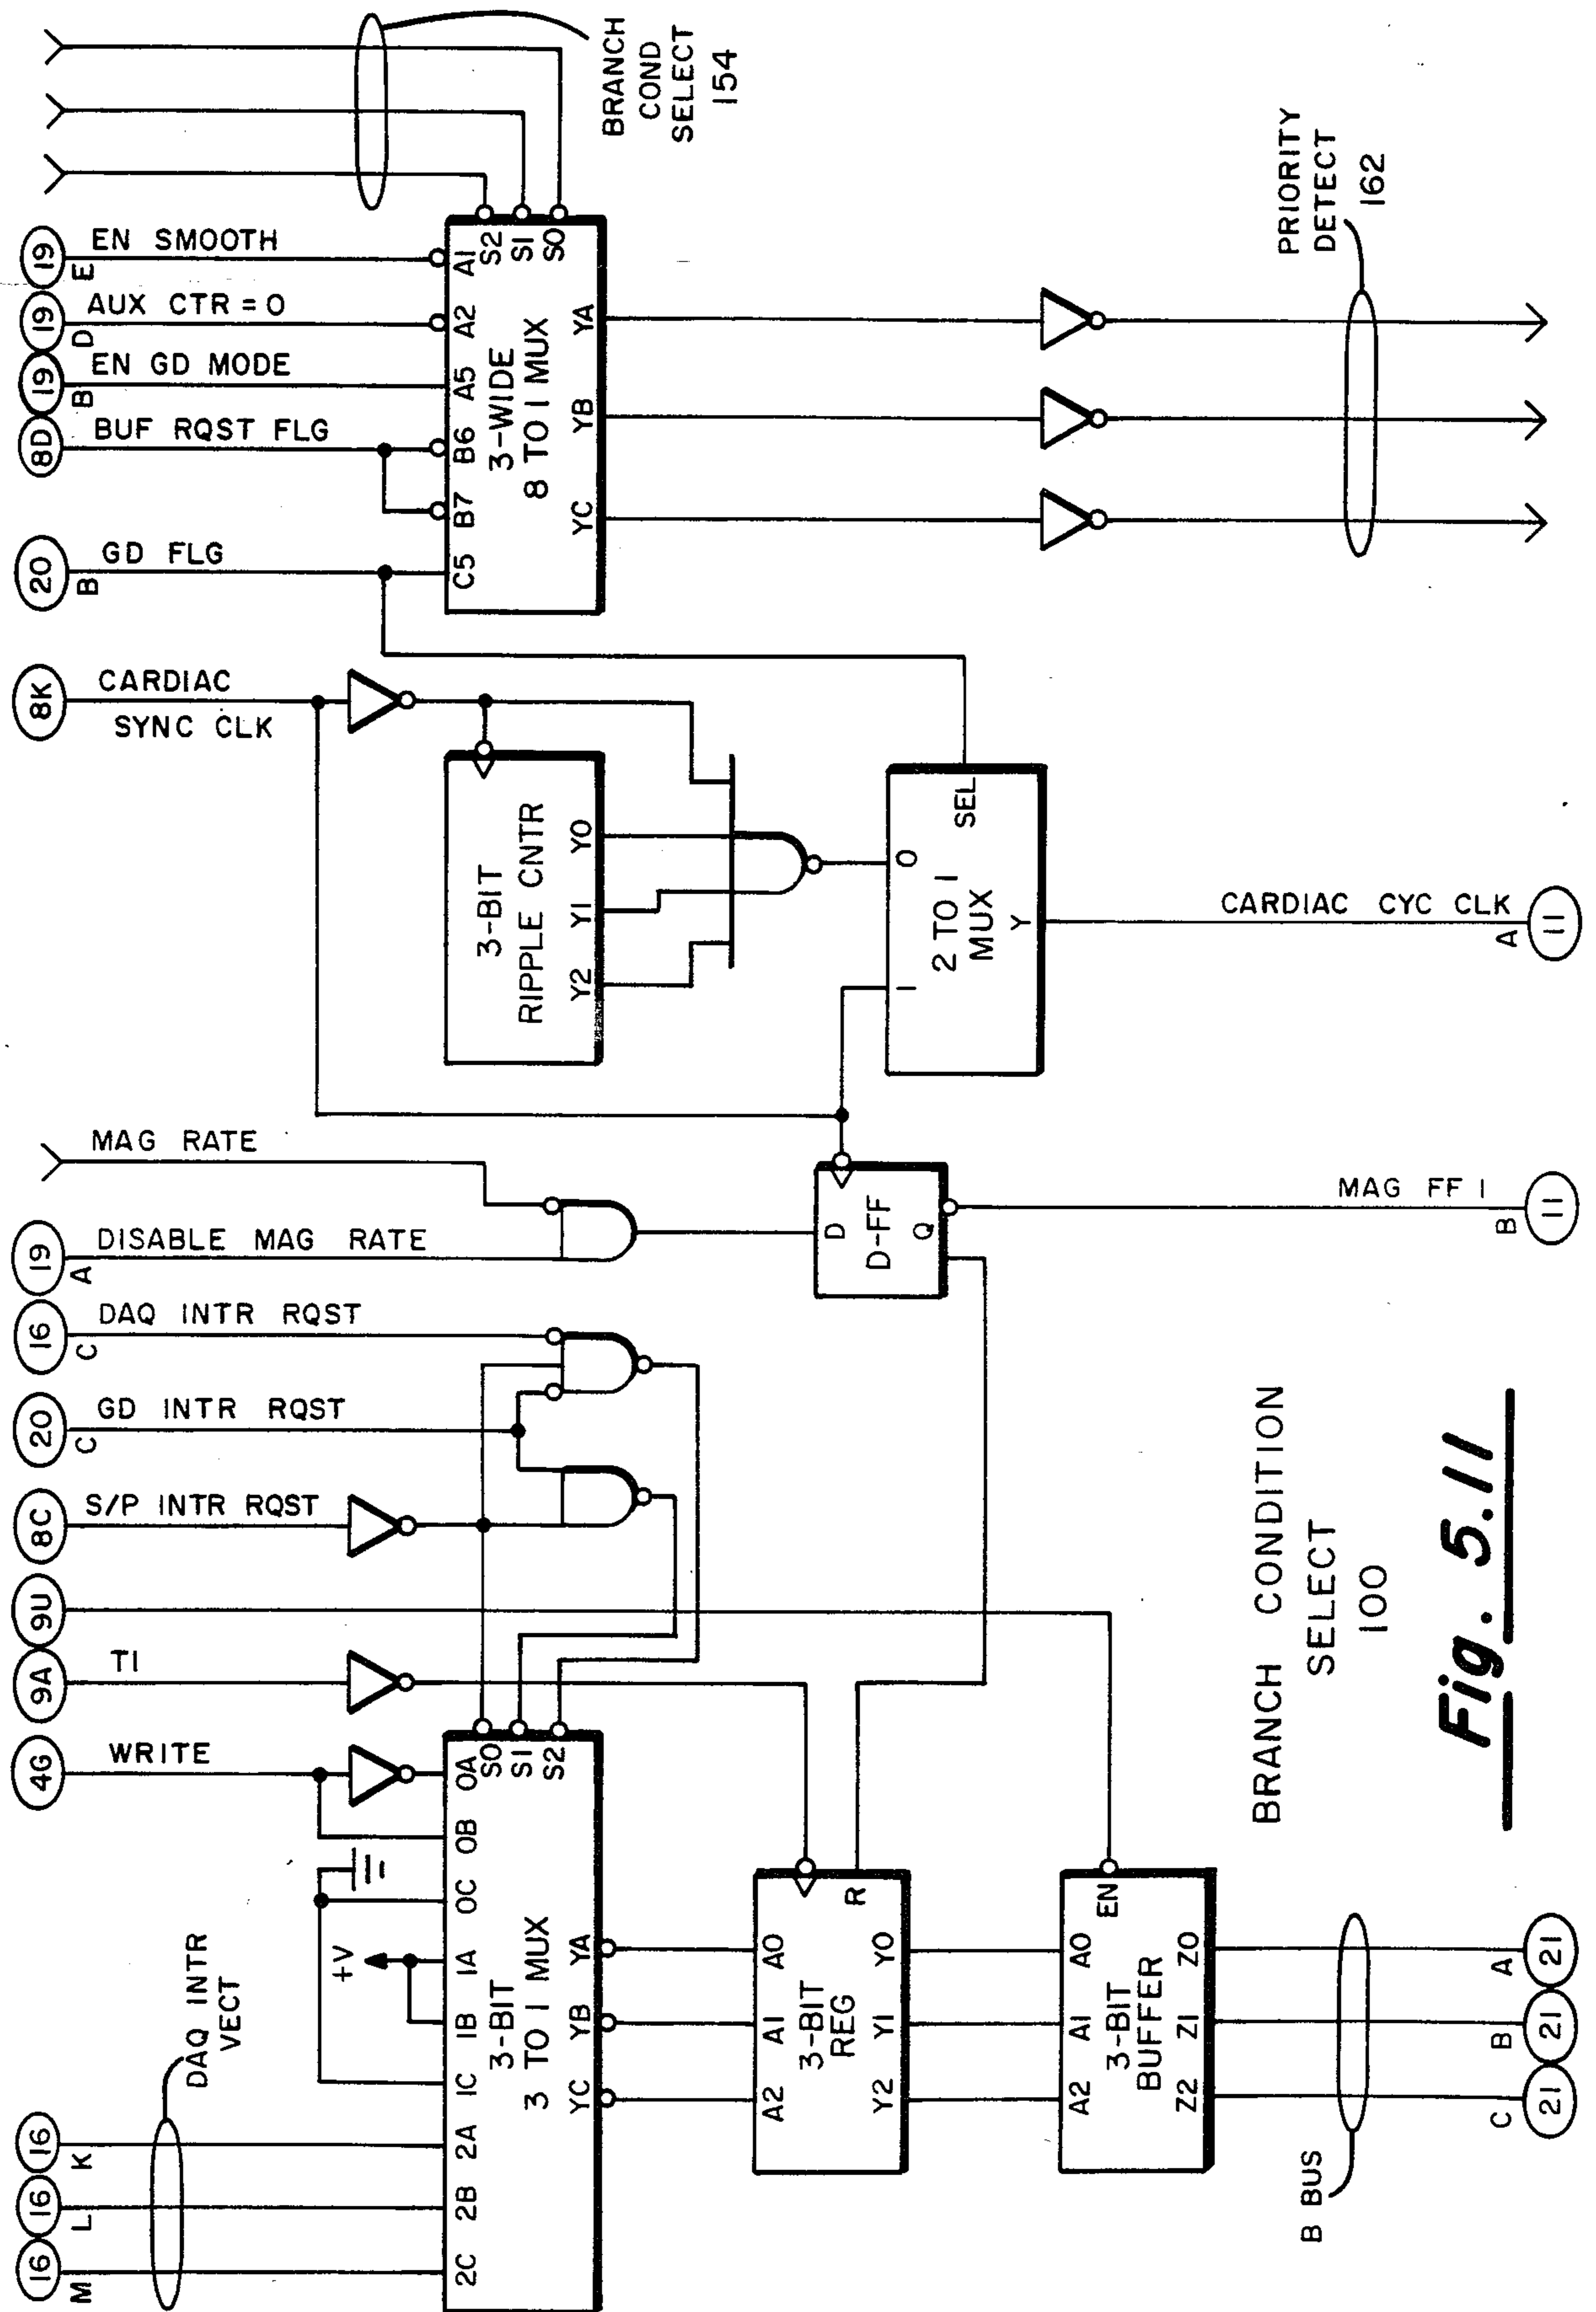 16
M
16
L
16
K
DAQ INTR
VECT
4G
WRITE
9A
T1
9U
8C
S/P INTR RQST
20
C
GD INTR RQST
16
C
DAQ INTR RQST
19
A
DISABLE MAG RATE
MAG RATE
8K
CARDIAC
SYNC CLK
20
B
GD FLG
8D
BUF RQST FLG
19
B
EN GD MODE
19
D
AUX CTR = 0
19
E
EN SMOOTH
BRANCH
COND
SELECT
154
2C 2B 2A 1C 1B 1A 0C 0B 0A
+V
S0
S1
S2
3-BIT
3 TO 1 MUX
YC YB YA
A2 A1 A0
R
3-BIT
REG
Y2 Y1 Y0
A2 A1 A0
EN
3-BIT
BUFFER
Z2 Z1 Z0
B BUS
C
21
B
21
A
21
D
D-FF
Q
MAG FF 1
B
11
3-BIT
RIPPLE CNTR
Y2 Y1 Y0
1 0
SEL
2 TO 1
MUX
Y
CARDIAC CYC CLK
A
11
C5 B7 B6 A5 A2 A1
S2
S1
S0
3-WIDE
8 TO 1 MUX
YC YB YA
PRIORITY
DETECT
162
BRANCH CONDITION
SELECT
100
Fig. 5.11